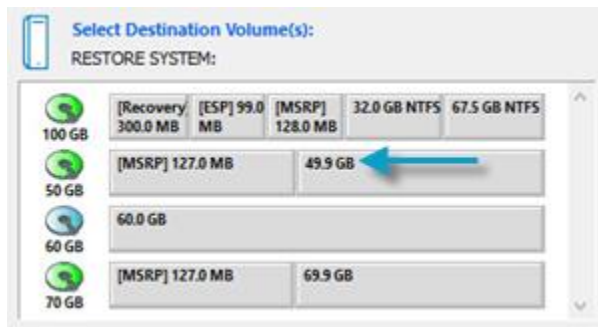 Select Destination Volume(s):
RESTORE SYSTEM:
[Recovery] [ESP] 99.0 [MSRP] 32.0 GB NTFS 67.5 GB NTFS
300.0 MB MB 128.0 MB
100 GB
[MSRP] 127.0 MB 49.9 GB
50 GB
60.0 GB
60 GB
[MSRP] 127.0 MB 69.9 GB
70 GB